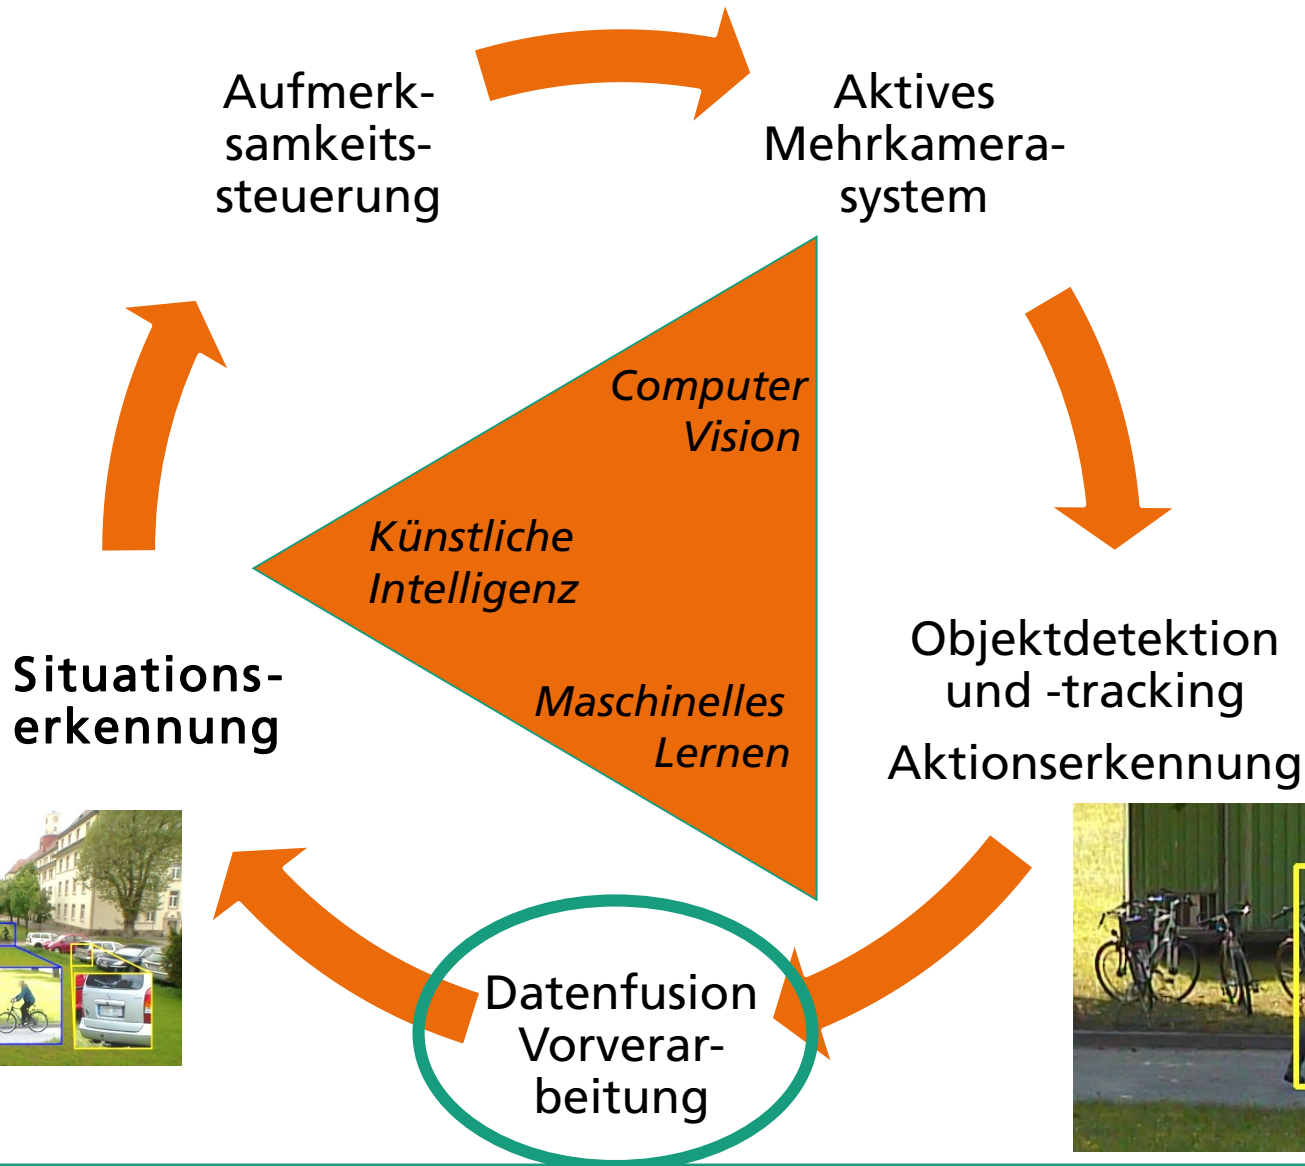 Aufmerk-
samkeits-
steuerung
Aktives
Mehrkamera-
system
Computer
Vision
Künstliche
Intelligenz
Maschinelles
Lernen
Objektdetektion
und -tracking
Aktionserkennung
Situations-
erkennung
Datenfusion
Vorverar-
beitung